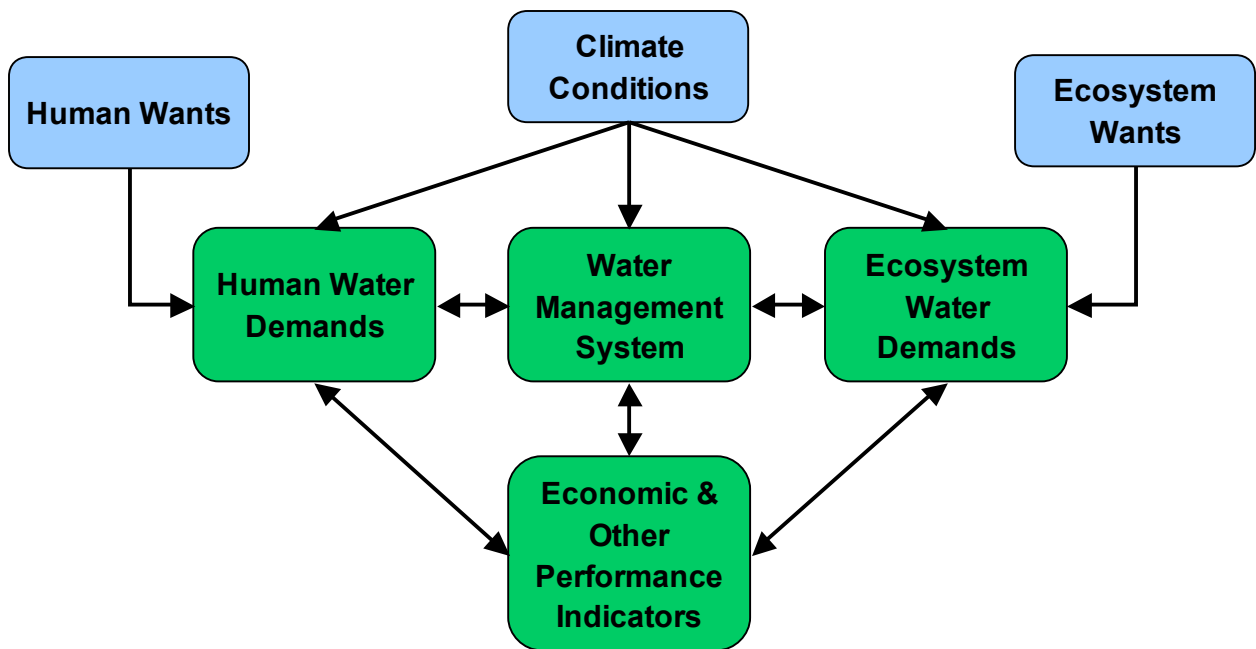 Human Wants
Climate
Conditions
Ecosystem
Wants
Human Water
Demands
Water
Management
System
Ecosystem
Water
Demands
Economic &
Other
Performance
Indicators